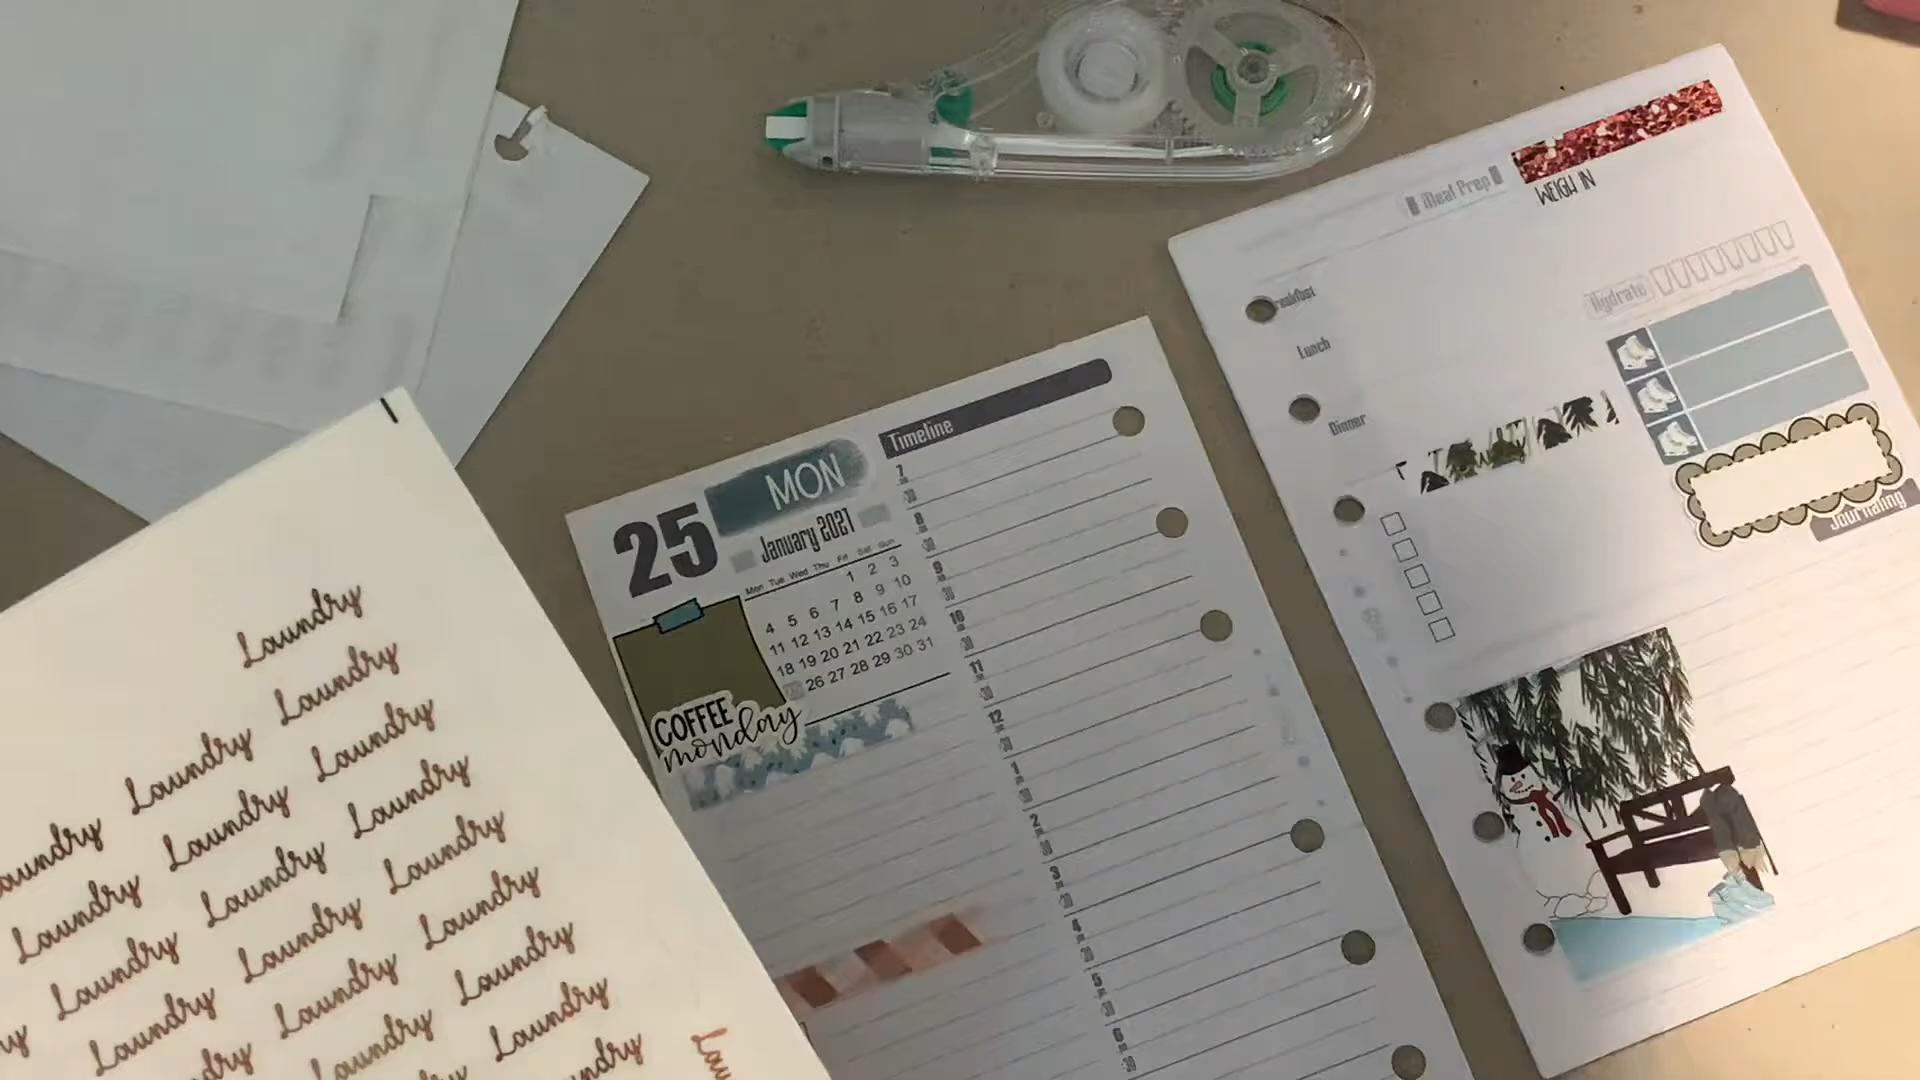 Meal Prep
WEIGH IN
Hydrate
Lunch
Dinner
Journaling
25
MON
January 2021
Timeline
Mon Tue Wed Thu Fri Sat Sun
1 2 3
4 5 6 7 8 9 10
11 12 13 14 15 16 17
18 19 20 21 22 23 24
26 27 28 29 30 31
COFFEE
monday
7
8
9
10
11
12
1
2
3
4
5
6
Laundry
Laundry
Laundry Laundry
Laundry Laundry
Laundry Laundry
Laundry Laundry
Laundry Laundry
Laundry Laundry
Laundry Laundry
Laundry
Laundry